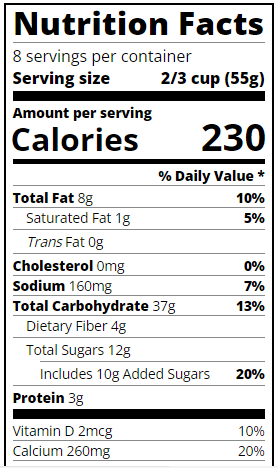 Nutrition Facts
8 servings per container
Serving size 2/3 cup (55g)
Amount per serving
Calories 230
% Daily Value *
Total Fat 8g 10%
Saturated Fat 1g 5%
Trans Fat 0g
Cholesterol 0mg 0%
Sodium 160mg 7%
Total Carbohydrate 37g 13%
Dietary Fiber 4g
Total Sugars 12g
Includes 10g Added Sugars 20%
Protein 3g
Vitamin D 2mcg 10%
Calcium 260mg 20%